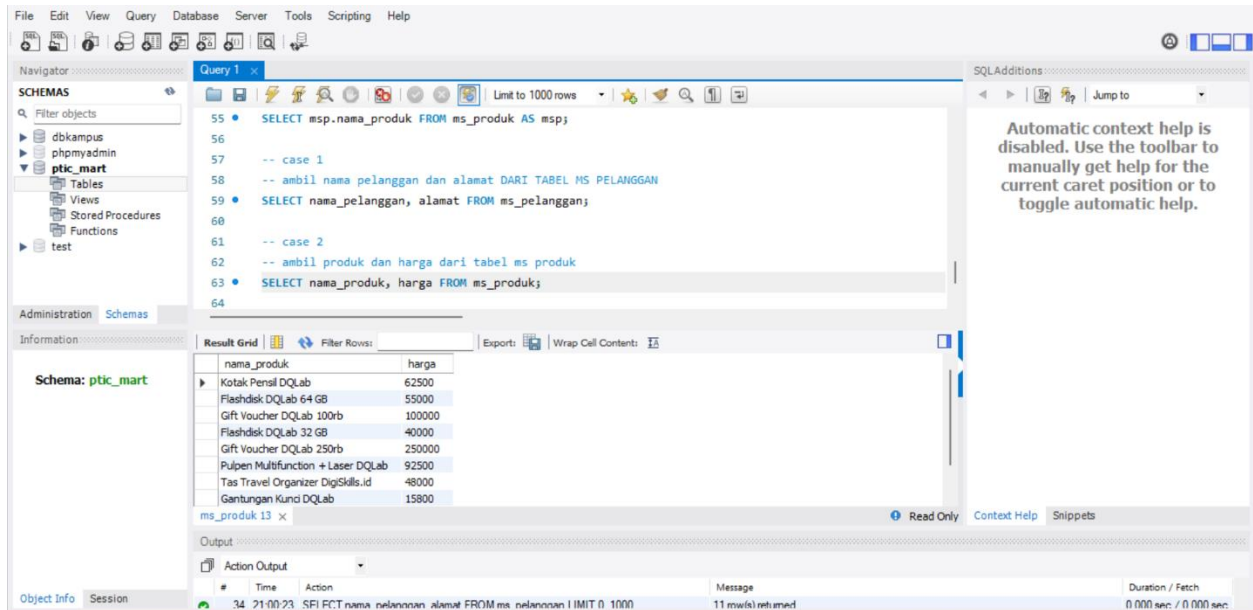 File Edit View Query Database Server Tools Scripting Help
Navigator
SCHEMAS
Filter objects
dbkampus
phpmyadmin
ptic_mart
Tables
Views
Stored Procedures
Functions
test
Administration Schemas
Information
Schema: ptic_mart
Object Info Session
Query 1
Limit to 1000 rows
55 SELECT msp.nama_produk FROM ms_produk AS msp;
56
57 -- case 1
58 -- ambil nama pelanggan dan alamat DARI TABEL MS PELANGGAN
59 SELECT nama_pelanggan, alamat FROM ms_pelanggan;
60
61 -- case 2
62 -- ambil produk dan harga dari tabel ms produk
63 SELECT nama_produk, harga FROM ms_produk;
64
Result Grid Filter Rows: Export: Wrap Cell Content: IA
nama_produk harga
Kotak Pensil DQLab 62500
Flashdisk DQLab 64 GB 55000
Gift Voucher DQLab 100rb 100000
Flashdisk DQLab 32 GB 40000
Gift Voucher DQLab 250rb 250000
Pulpen Multifunction + Laser DQLab 92500
Tas Travel Organizer DigiSkills.id 48000
Gantungan Kunci DQLab 15800
ms_produk 13 Read Only
Output
Action Output
# Time Action Message Duration / Fetch
34 21:00:23 SELECT nama_pelanggan, alamat FROM ms_pelanggan LIMIT 0, 1000 11 row(s) returned 0.000 sec / 0.000 sec
SQLAdditions
Jump to
Automatic context help is
disabled. Use the toolbar to
manually get help for the
current caret position or to
toggle automatic help.
Context Help Snippets